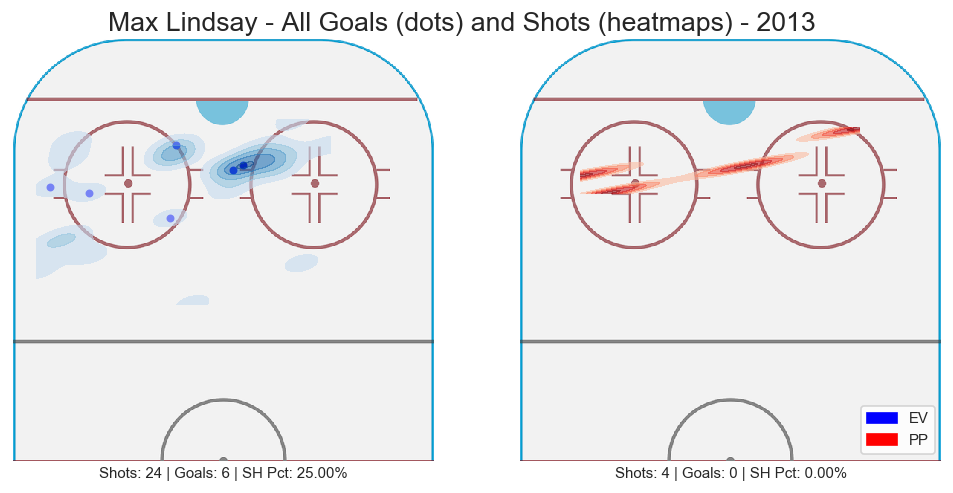 Max Lindsay - All Goals (dots) and Shots (heatmaps) - 2013
EV
PP
Shots: 24 | Goals: 6 | SH Pct: 25.00%
Shots: 4 | Goals: 0 | SH Pct: 0.00%